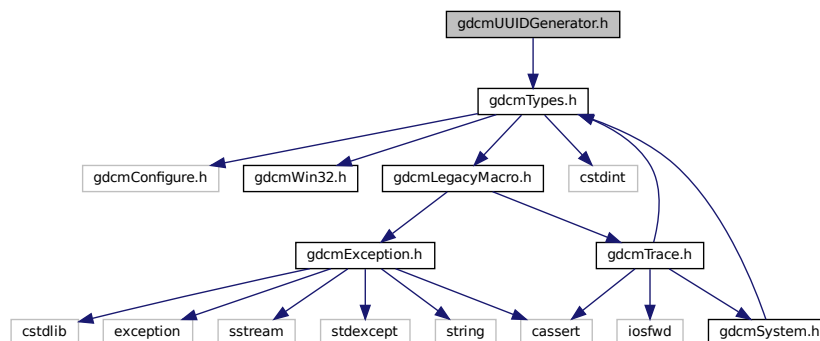 gdcmUUIDGenerator.h
gdcmTypes.h
gdcmConfigure.h
gdcmWin32.h
gdcmLegacyMacro.h
cstdint
gdcmException.h
gdcmTrace.h
cstdlib
exception
sstream
stdexcept
string
cassert
iosfwd
gdcmSystem.h